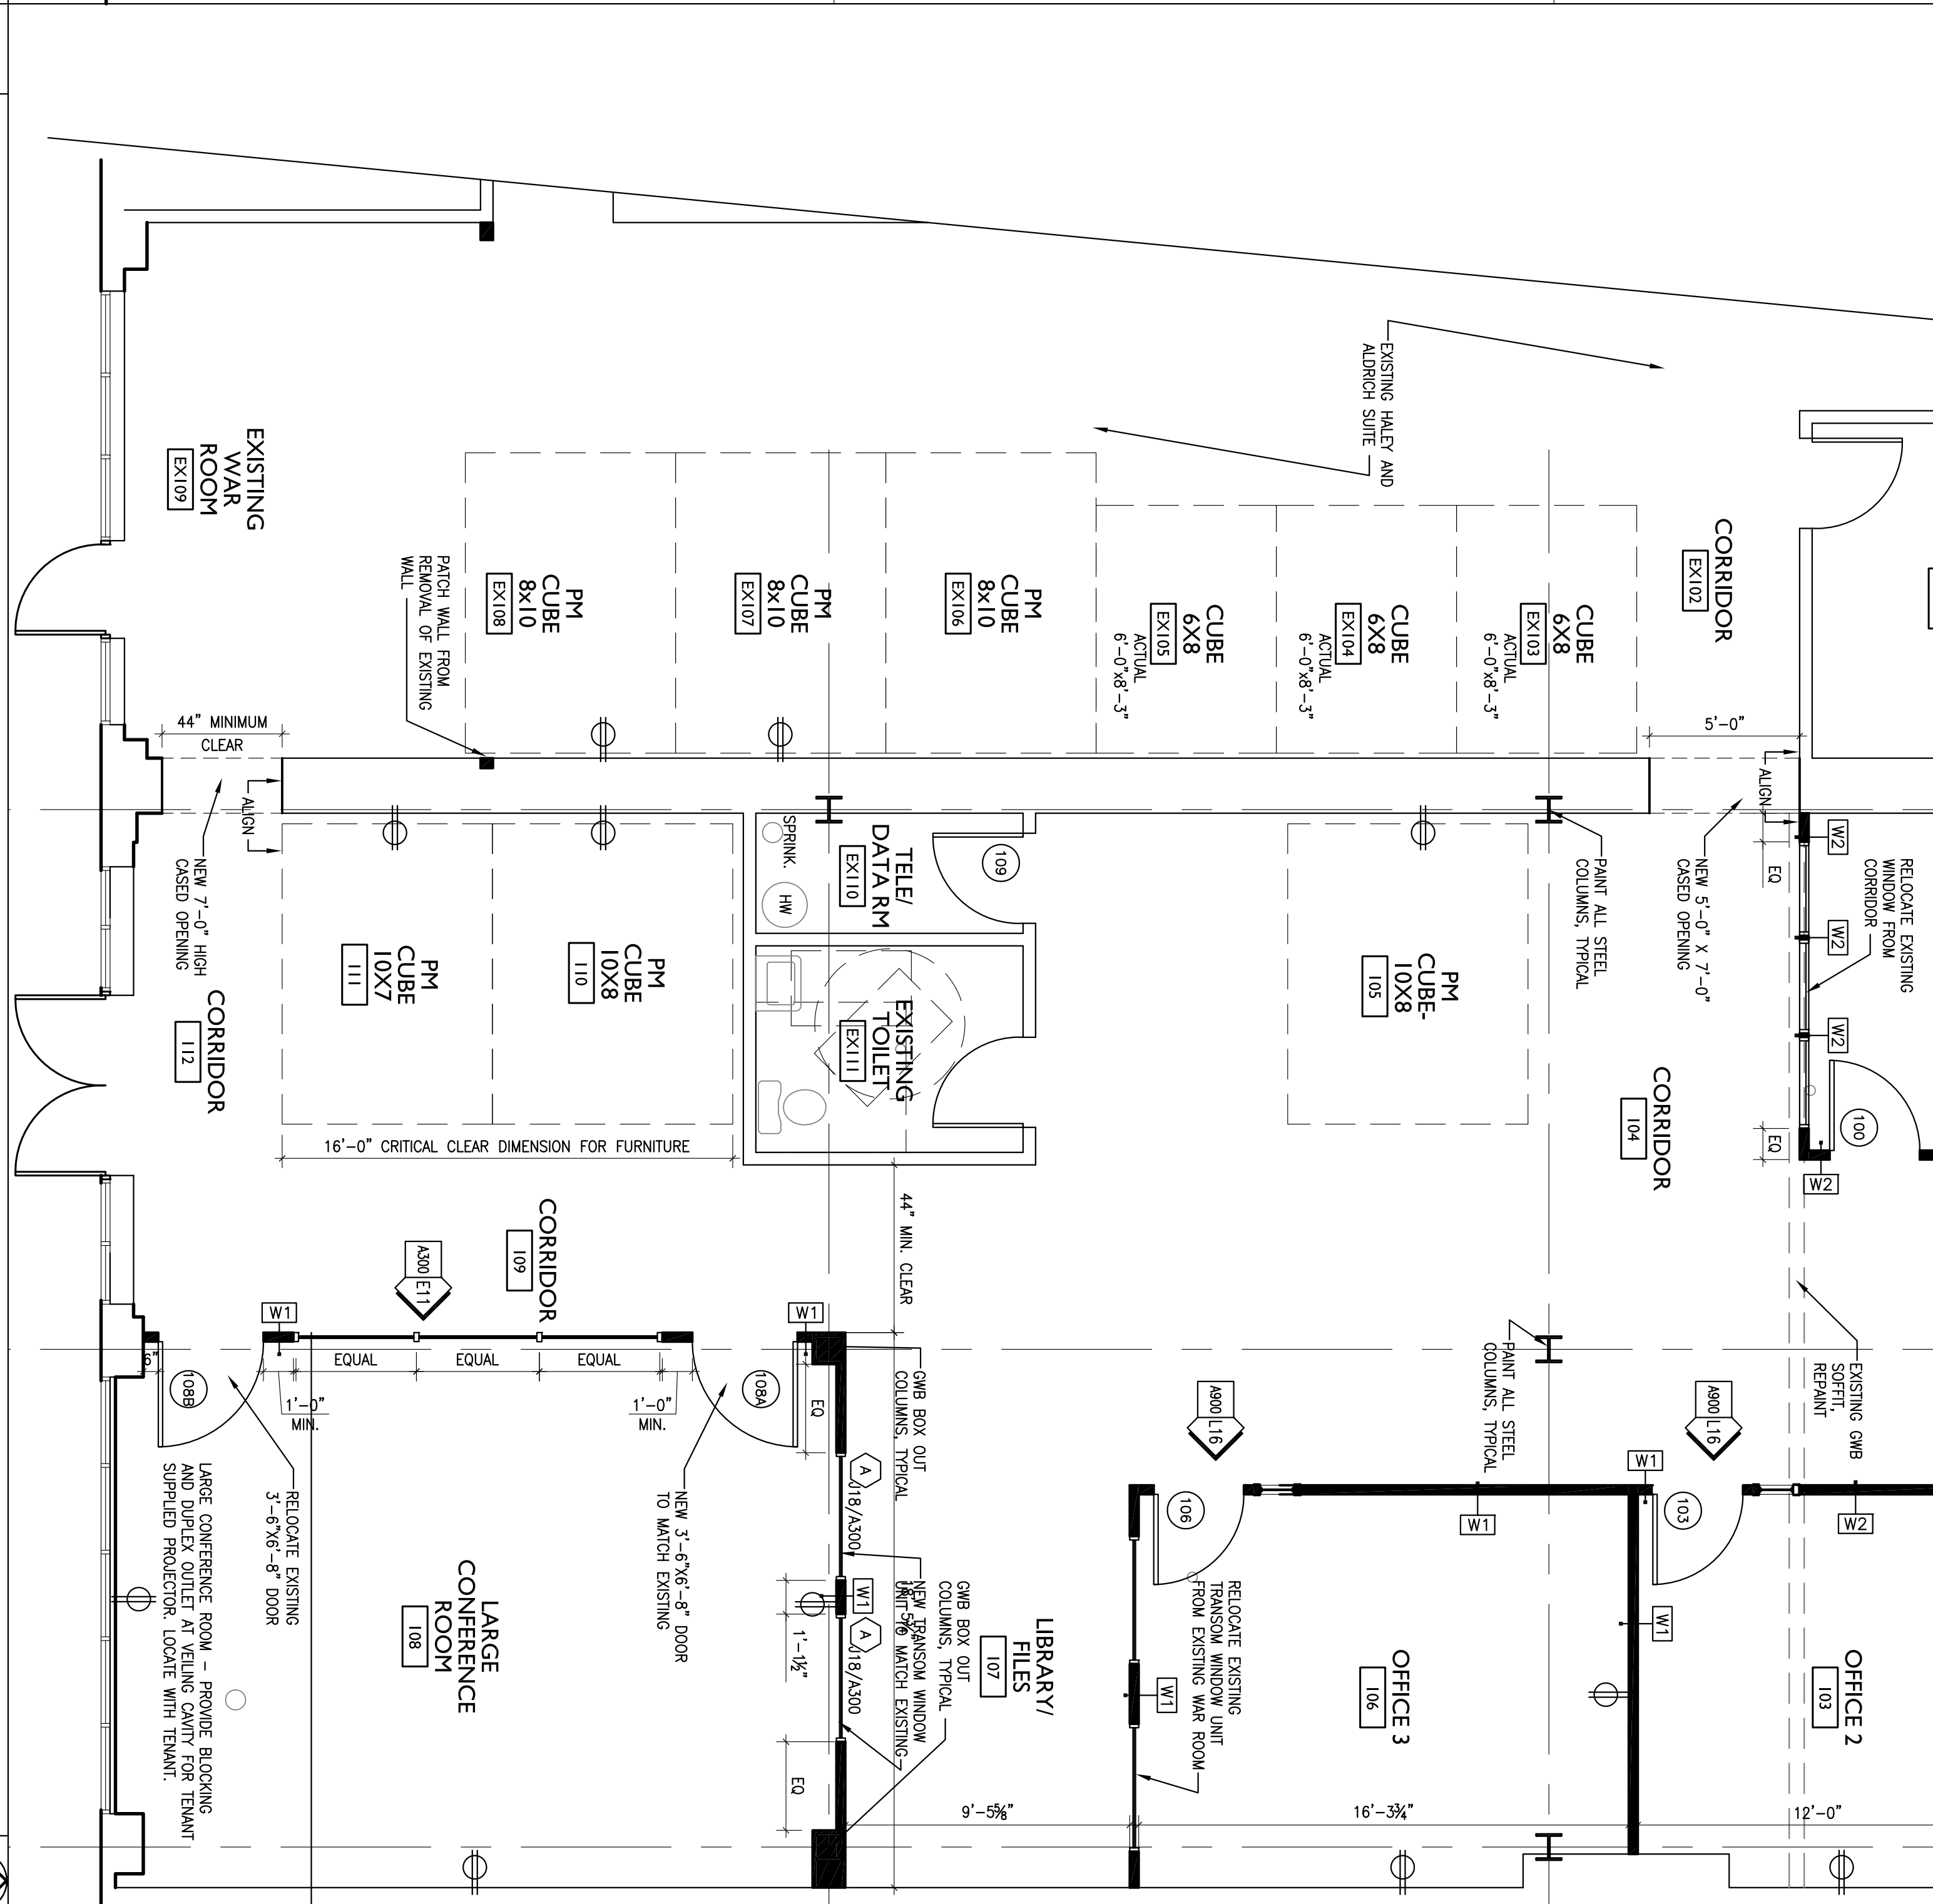 EXISTING
WAR
ROOM
EX109
PM
CUBE
8x10
EX108
PM
CUBE
8x10
EX107
PM
CUBE
8x10
EX106
CUBE
6X8
EX105
ACTUAL
6'-0"x8'-3"
CUBE
6X8
EX104
ACTUAL
6'-0"x8'-3"
CUBE
6X8
EX103
ACTUAL
6'-0"x8'-3"
CORRIDOR
EX102
EXISTING HALEY AND
ALDRICH SUITE
PATCH WALL FROM
REMOVAL OF EXISTING
WALL
44" MINIMUM
CLEAR
5'-0"
ALIGN
ALIGN
NEW 7'-0" HIGH
CASED OPENING
NEW 5'-0" X 7'-0"
CASED OPENING
PAINT ALL STEEL
COLUMNS, TYPICAL
RELOCATE EXISTING
WINDOW FROM
CORRIDOR
W2
W2
W2
W2
EQ
EQ
100
CORRIDOR
112
PM
CUBE
10X7
111
PM
CUBE
10X8
110
SPRINK.
HW
TELE/
DATA RM
EX110
109
EXISTING
TOILET
EX111
PM
CUBE-
10X8
105
CORRIDOR
104
16'-0" CRITICAL CLEAR DIMENSION FOR FURNITURE
44" MIN. CLEAR
CORRIDOR
109
A300
E11
W1
W1
6"
EQUAL
EQUAL
EQUAL
1'-0"
MIN.
1'-0"
MIN.
108B
108A
EQ
GWB BOX OUT
COLUMNS, TYPICAL
PAINT ALL STEEL
COLUMNS, TYPICAL
EXISTING GWB
SOFFIT,
REPAINT
A900
L16
A900
L16
W1
W1
W2
106
103
RELOCATE EXISTING
3'-6"X6'-8" DOOR
NEW 3'-6"X6'-8" DOOR
TO MATCH EXISTING
LARGE CONFERENCE ROOM – PROVIDE BLOCKING
AND DUPLEX OUTLET AT VEILING CAVITY FOR TENANT
SUPPLIED PROJECTOR. LOCATE WITH TENANT.
LARGE
CONFERENCE
ROOM
108
A
J18/A300
W1
A
J18/A300
1'-1½"
EQ
NEW TRANSOM WINDOW
UNIT TO MATCH EXISTING
GWB BOX OUT
COLUMNS, TYPICAL
LIBRARY/
FILES
107
W1
RELOCATE EXISTING
TRANSOM WINDOW UNIT
FROM EXISTING WAR ROOM
OFFICE 3
106
W1
OFFICE 2
103
9'-5⅝"
16'-3¾"
12'-0"